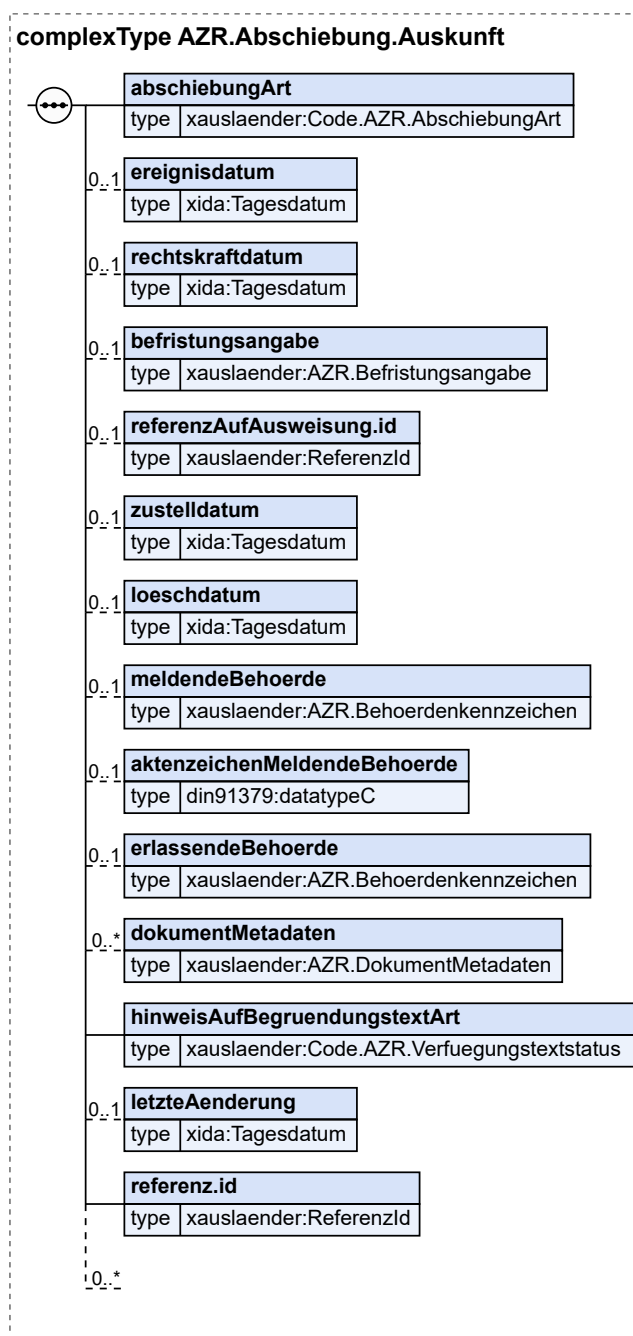 complexType AZR.Abschiebung.Auskunft
abschiebungArt
type xauslaender:Code.AZR.AbschiebungArt
0..1 ereignisdatum
type xida:Tagesdatum
0..1 rechtskraftdatum
type xida:Tagesdatum
0..1 befristungsangabe
type xauslaender:AZR.Befristungsangabe
0..1 referenzAufAusweisung.id
type xauslaender:ReferenzId
0..1 zustelldatum
type xida:Tagesdatum
0..1 loeschdatum
type xida:Tagesdatum
0..1 meldendeBehoerde
type xauslaender:AZR.Behoerdenkennzeichen
0..1 aktenzeichenMeldendeBehoerde
type din91379:datatypeC
0..1 erlassendeBehoerde
type xauslaender:AZR.Behoerdenkennzeichen
0..* dokumentMetadaten
type xauslaender:AZR.DokumentMetadaten
hinweisAufBegruendungstextArt
type xauslaender:Code.AZR.Verfuegungstextstatus
0..1 letzteAenderung
type xida:Tagesdatum
referenz.id
type xauslaender:ReferenzId
0..*